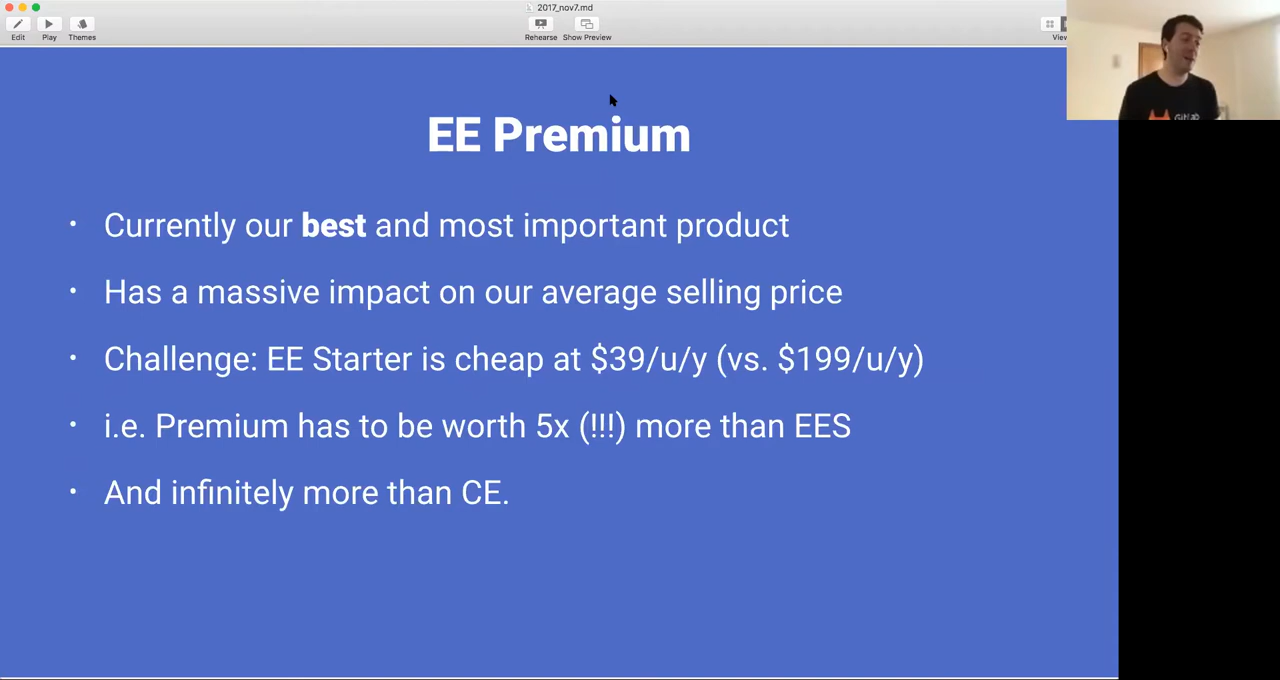 2017_nov7.md
Edit
Play
Themes
Rehearse
Show Preview
View
EE Premium
• Currently our best and most important product
• Has a massive impact on our average selling price
• Challenge: EE Starter is cheap at $39/u/y (vs. $199/u/y)
• i.e. Premium has to be worth 5x (!!!) more than EES
• And infinitely more than CE.
GitLab